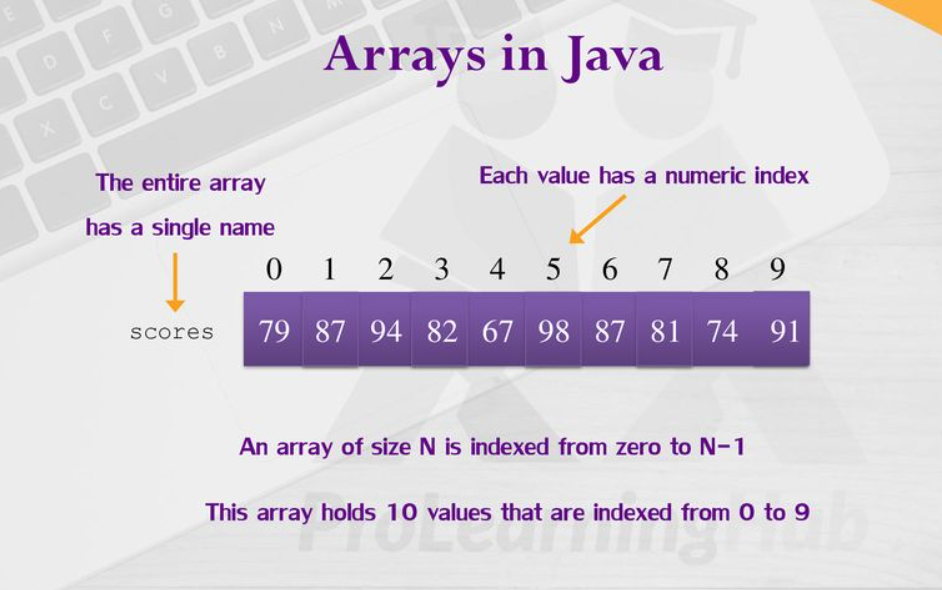 Arrays in Java
The entire array
has a single name
Each value has a numeric index
0 1 2 3 4 5 6 7 8 9
scores 79 87 94 82 67 98 87 81 74 91
An array of size N is indexed from zero to N-1
This array holds 10 values that are indexed from 0 to 9
ProLearningHub